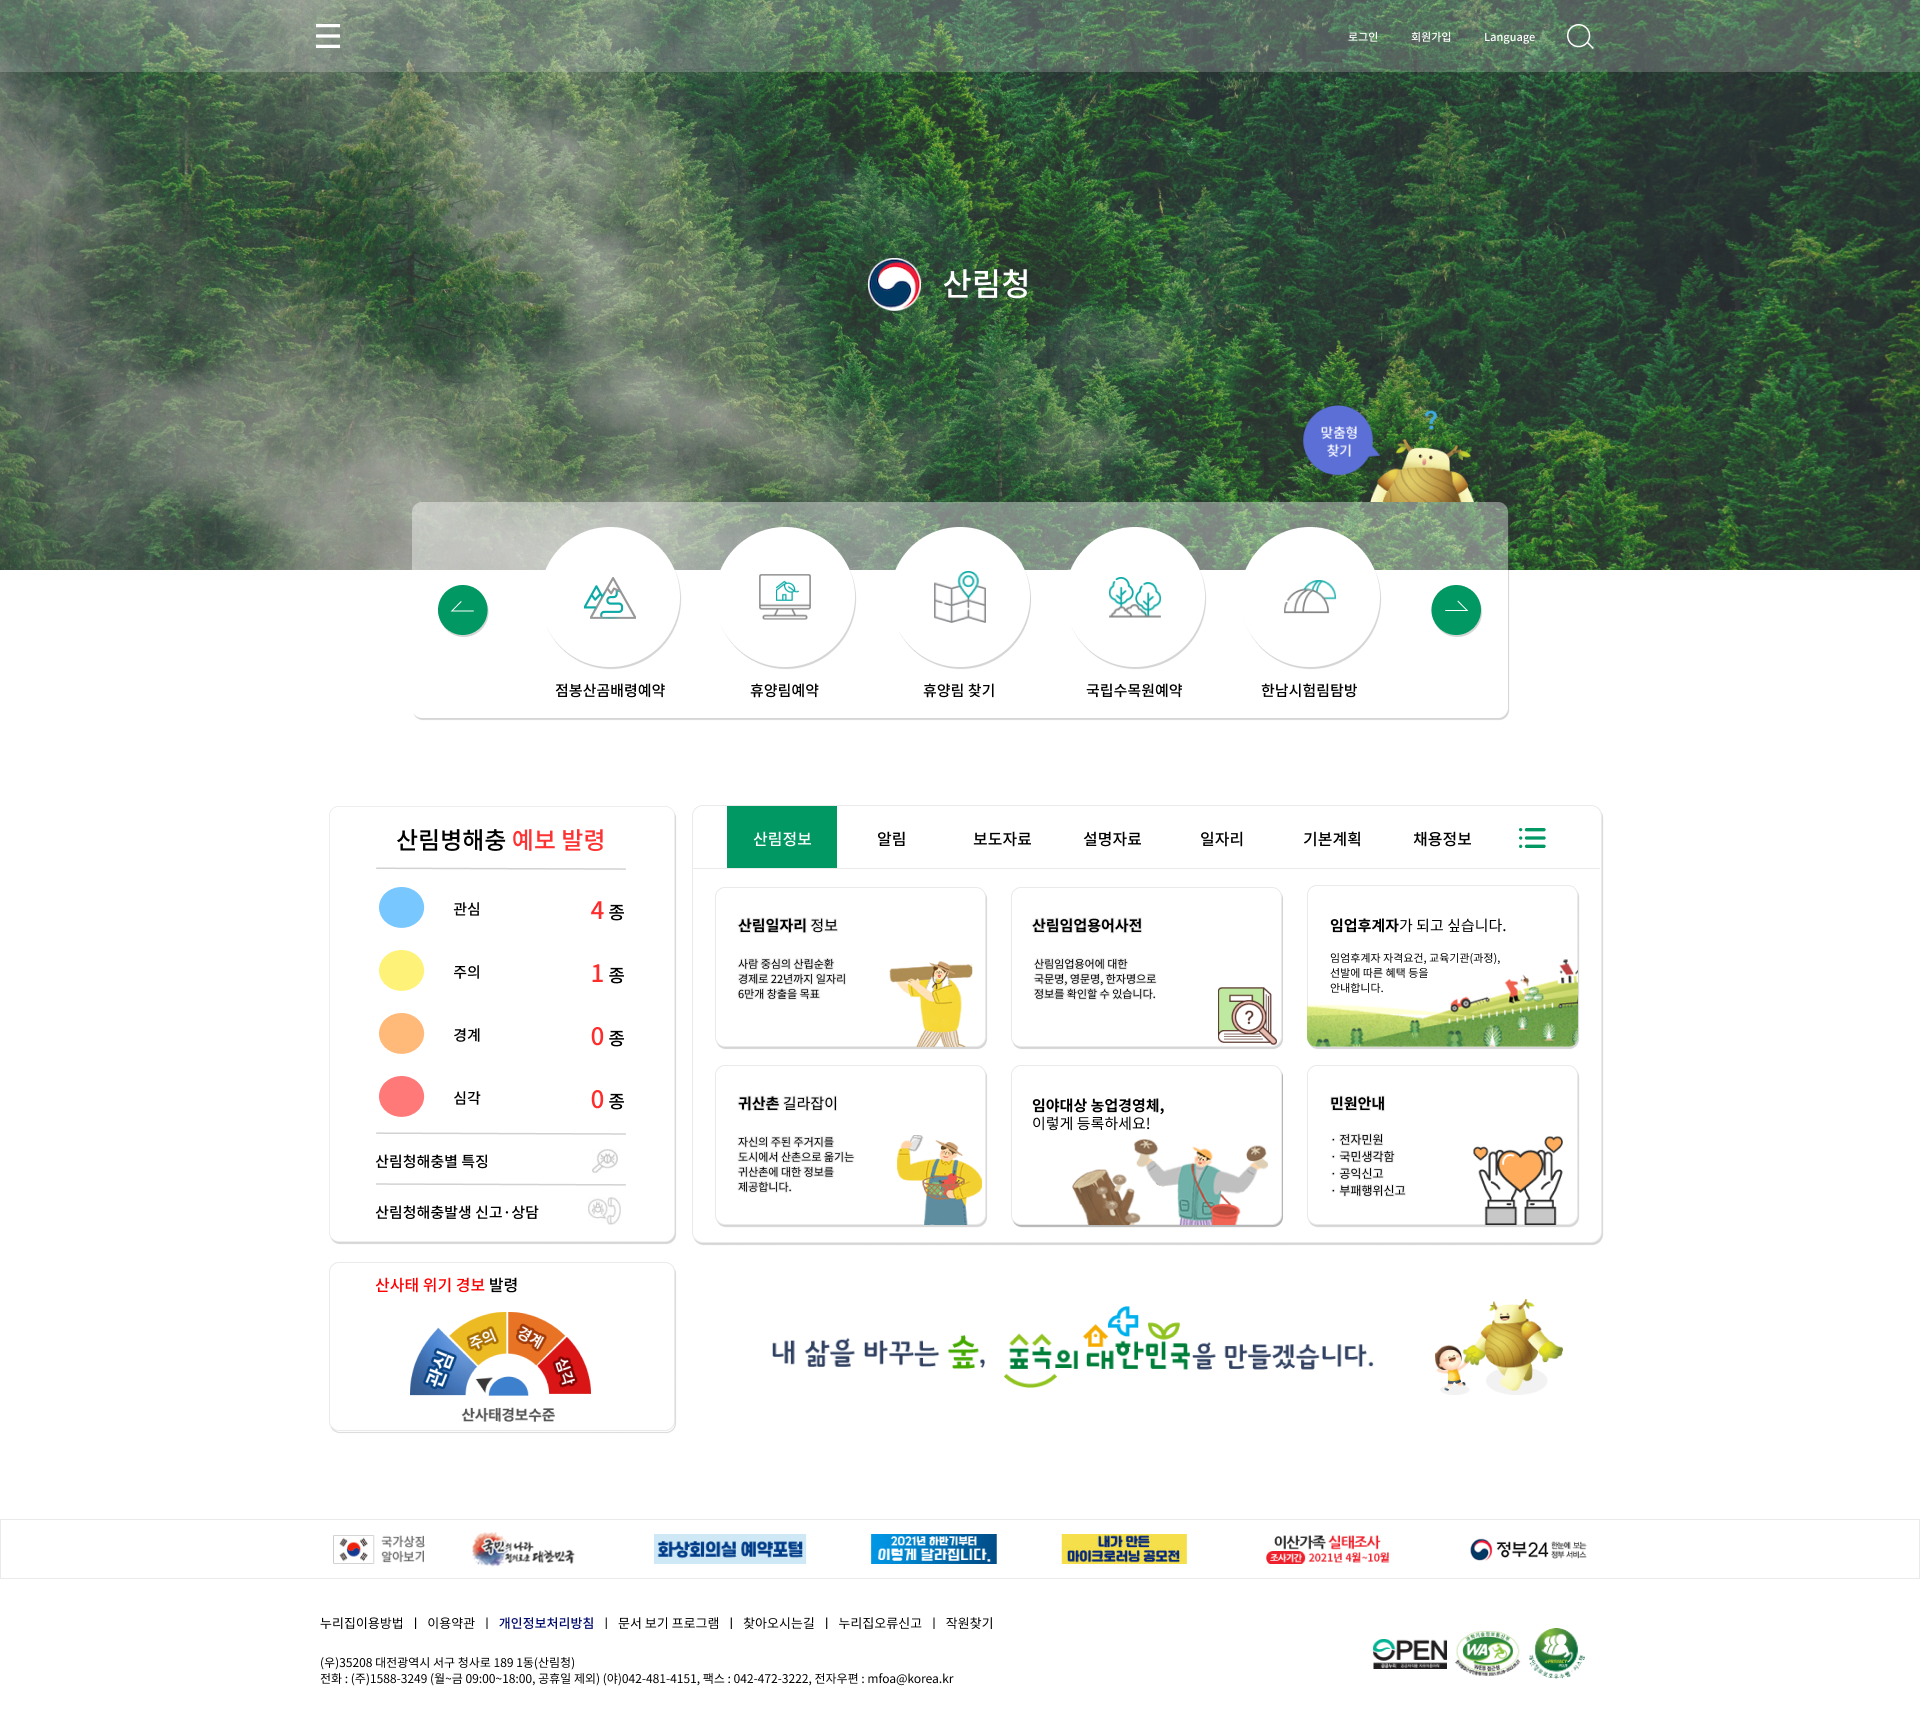 로그인 회원가입 Language
산림청
맞춤형
찾기
?
점봉산곰배령예약 휴양림예약 휴양림 찾기 국립수목원예약 한남시험림탐방
산림병해충 예보 발령
관심 4 종
주의 1 종
경계 0 종
심각 0 종
산림청해충별 특징
산림청해충발생 신고·상담
산림정보 알림 보도자료 설명자료 일자리 기본계획 채용정보
산림일자리 정보
사람 중심의 산립순환
경제로 22년까지 일자리
6만개 창출을 목표
산림임업용어사전
산림임업용어에 대한
국문명, 영문명, 한자명으로
정보를 확인할 수 있습니다.
?
임업후계자가 되고 싶습니다.
임업후계자 자격요건, 교육기관(과정),
선발에 따른 혜택 등을
안내합니다.
귀산촌 길라잡이
자신의 주된 주거지를
도시에서 산촌으로 옮기는
귀산촌에 대한 정보를
제공합니다.
임야대상 농업경영체,
이렇게 등록하세요!
민원안내
· 전자민원
· 국민생각함
· 공익신고
· 부패행위신고
산사태 위기 경보 발령
관심 주의 경계 심각
산사태경보수준
내 삶을 바꾸는 숲, 숲속의 대한민국을 만들겠습니다.
국가상징
알아보기
국민의 나라
정의로운 대한민국
화상회의실 예약포털
2021년 하반기부터
이렇게 달라집니다.
내가 만든
마이크로러닝 공모전
이산가족 실태조사
조사기간 2021년 4월~10월
정부24 한눈에 보는
정부 서비스
누리집이용방법 | 이용약관 | 개인정보처리방침 | 문서 보기 프로그램 | 찾아오시는길 | 누리집오류신고 | 작원찾기
(우)35208 대전광역시 서구 청사로 189 1동(산림청)
전화 : (주)1588-3249 (월~금 09:00~18:00, 공휴일 제외) (야)042-481-4151, 팩스 : 042-472-3222, 전자우편 : mfoa@korea.kr
OPEN
WA